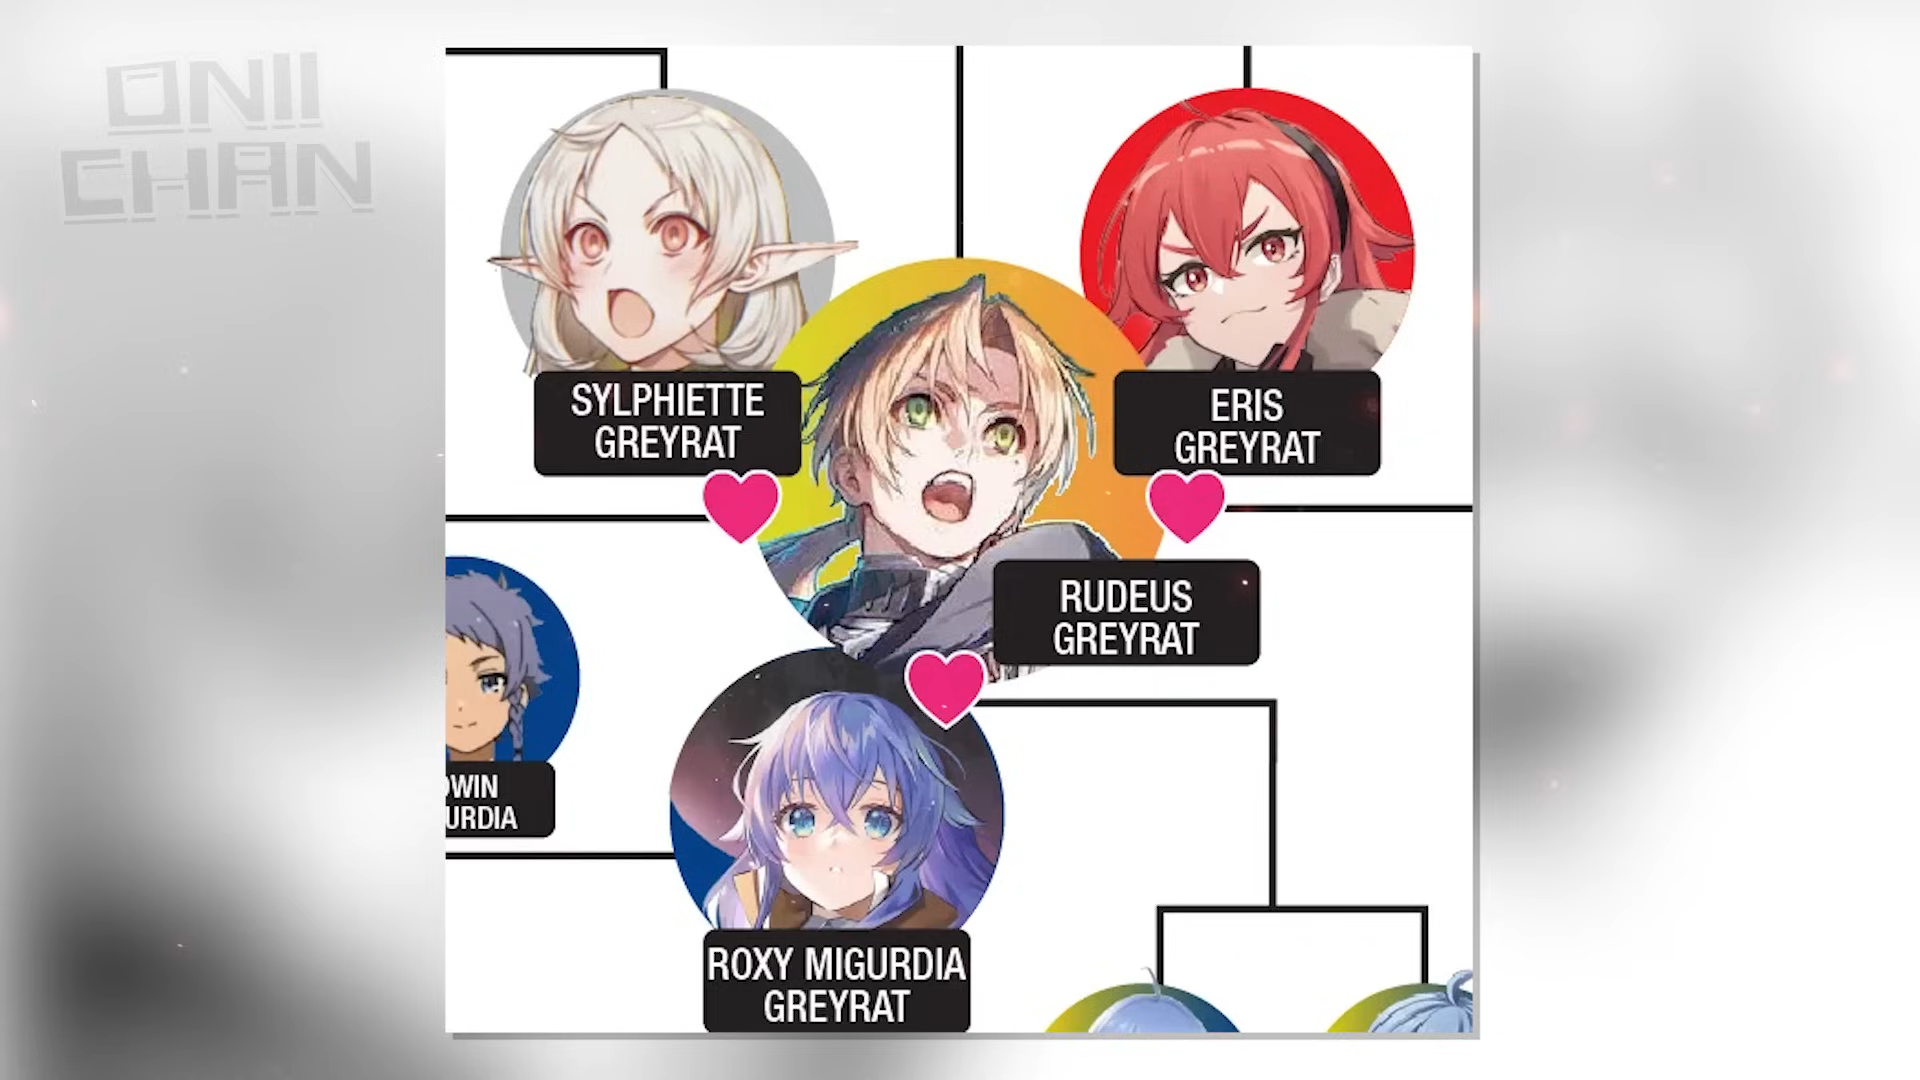 ONII
CHAN
SYLPHIETTE
GREYRAT
ERIS
GREYRAT
RUDEUS
GREYRAT
WIN
URDIA
ROXY MIGURDIA
GREYRAT